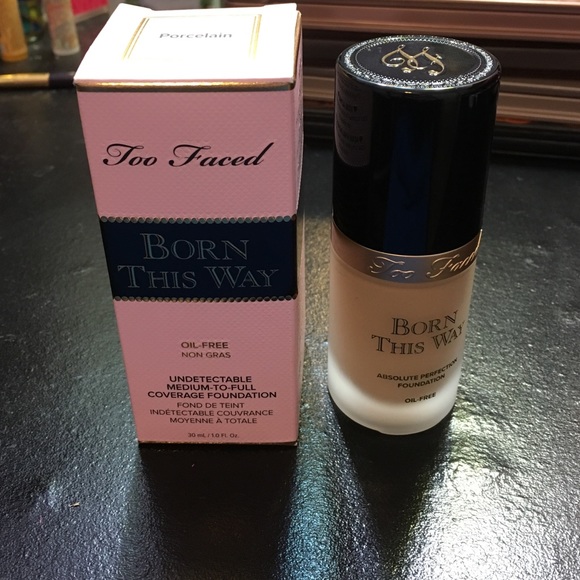 Porcelain
Too Faced
BORN
THIS WAY
OIL-FREE
NON GRAS
UNDETECTABLE
MEDIUM-TO-FULL
COVERAGE FOUNDATION
FOND DE TEINT
INDÉTECTABLE COUVRANCE
MOYENNE À TOTALE
30 mL / 1.0 Fl. Oz.
Too Faced
BORN
THIS WAY
ABSOLUTE PERFECTION
FOUNDATION
OIL-FREE